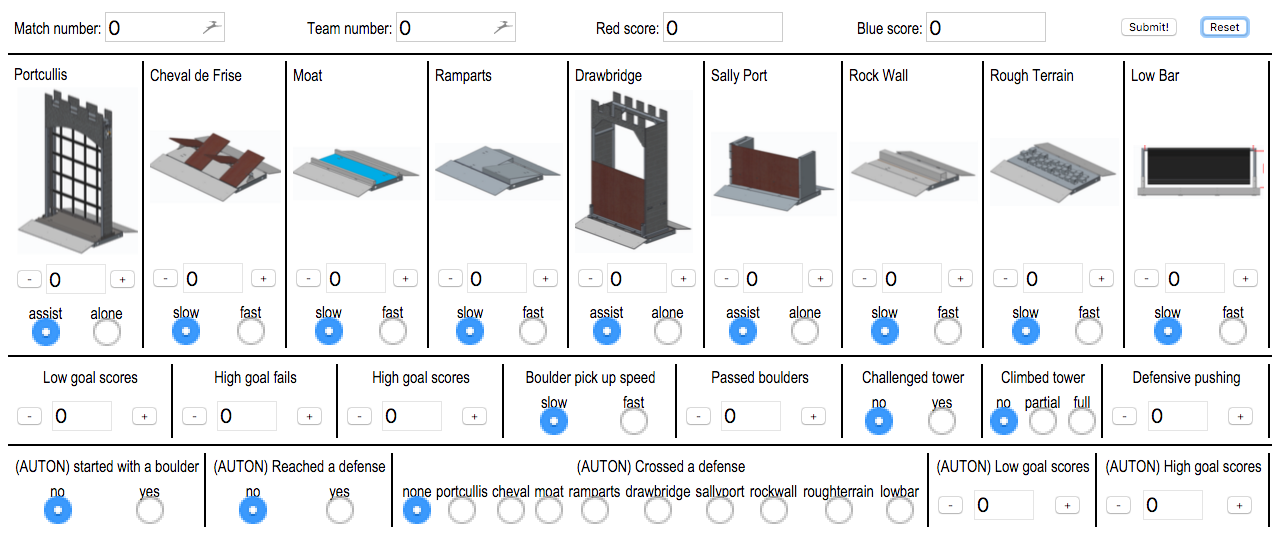 Match number: 0 Team number: 0 Red score: 0 Blue score: 0 Submit! Reset
Portcullis Cheval de Frise Moat Ramparts Drawbridge Sally Port Rock Wall Rough Terrain Low Bar
- 0 + - 0 + - 0 + - 0 + - 0 + - 0 + - 0 + - 0 + - 0 +
assist alone slow fast slow fast slow fast assist alone assist alone slow fast slow fast slow fast
Low goal scores High goal fails High goal scores Boulder pick up speed Passed boulders Challenged tower Climbed tower Defensive pushing
slow fast no yes no partial full
- 0 + - 0 + - 0 + - 0 + - 0 +
(AUTON) started with a boulder (AUTON) Reached a defense (AUTON) Crossed a defense (AUTON) Low goal scores (AUTON) High goal scores
no yes no yes none portcullis cheval moat ramparts drawbridge sallyport rockwall roughterrain lowbar
- 0 + - 0 +